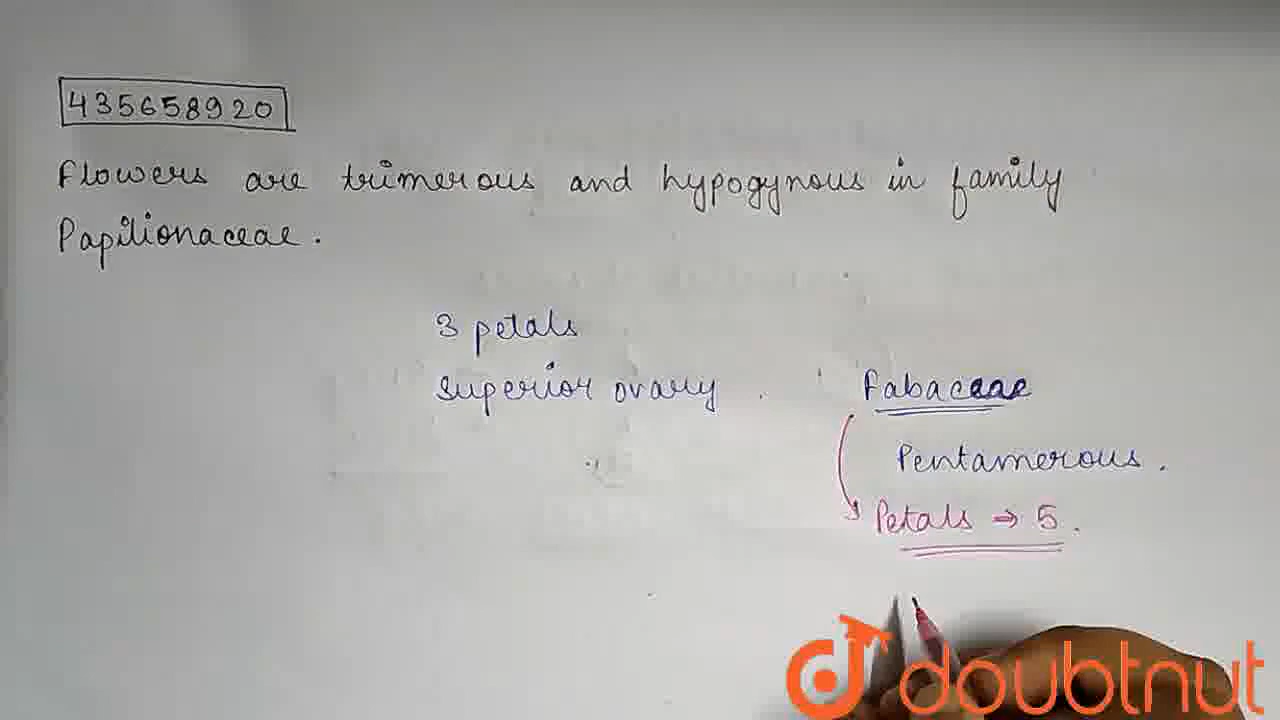 435658920
Flowers are trimerous and hypogynous in family
Papilionaceae.
3 petals
superior ovary.
Fabaceae
Pentamerous.
Petals ⇒ 5.
doubtnut